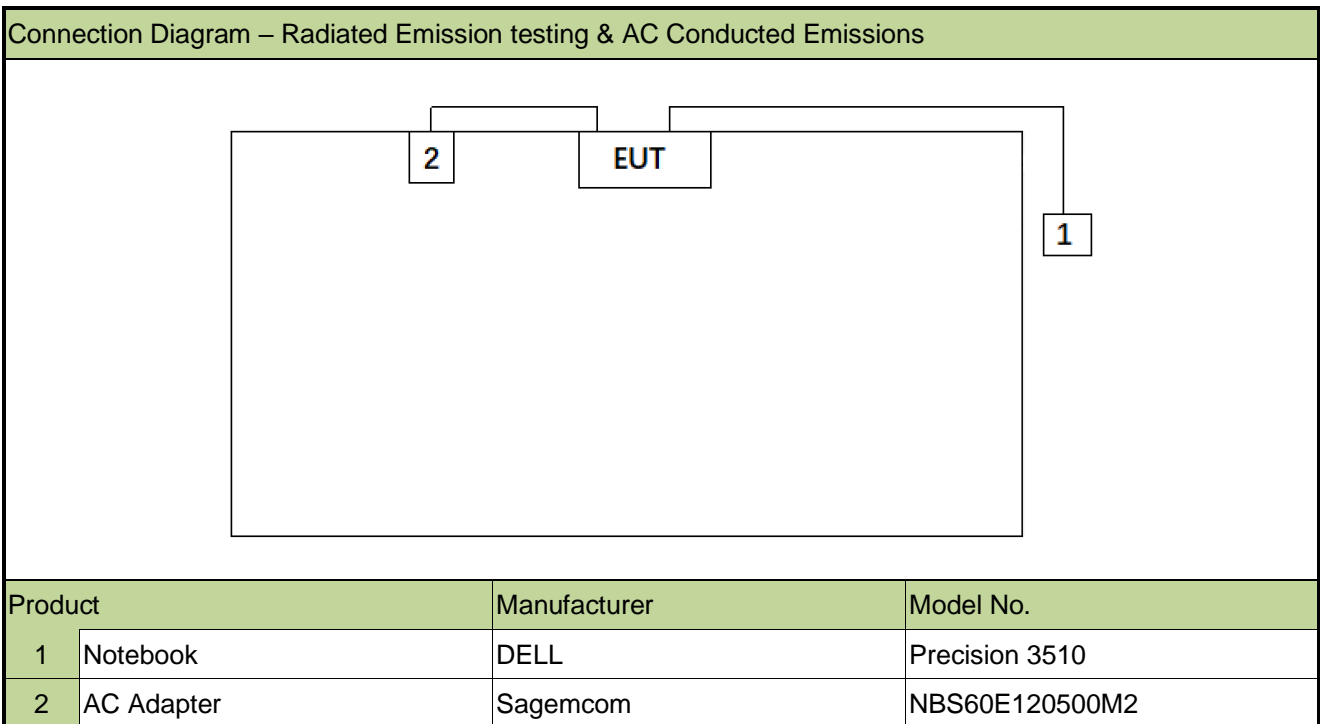 Connection Diagram – Radiated Emission testing & AC Conducted Emissions
2 EUT
1
Product Manufacturer Model No.
1 Notebook DELL Precision 3510
2 AC Adapter Sagemcom NBS60E120500M2